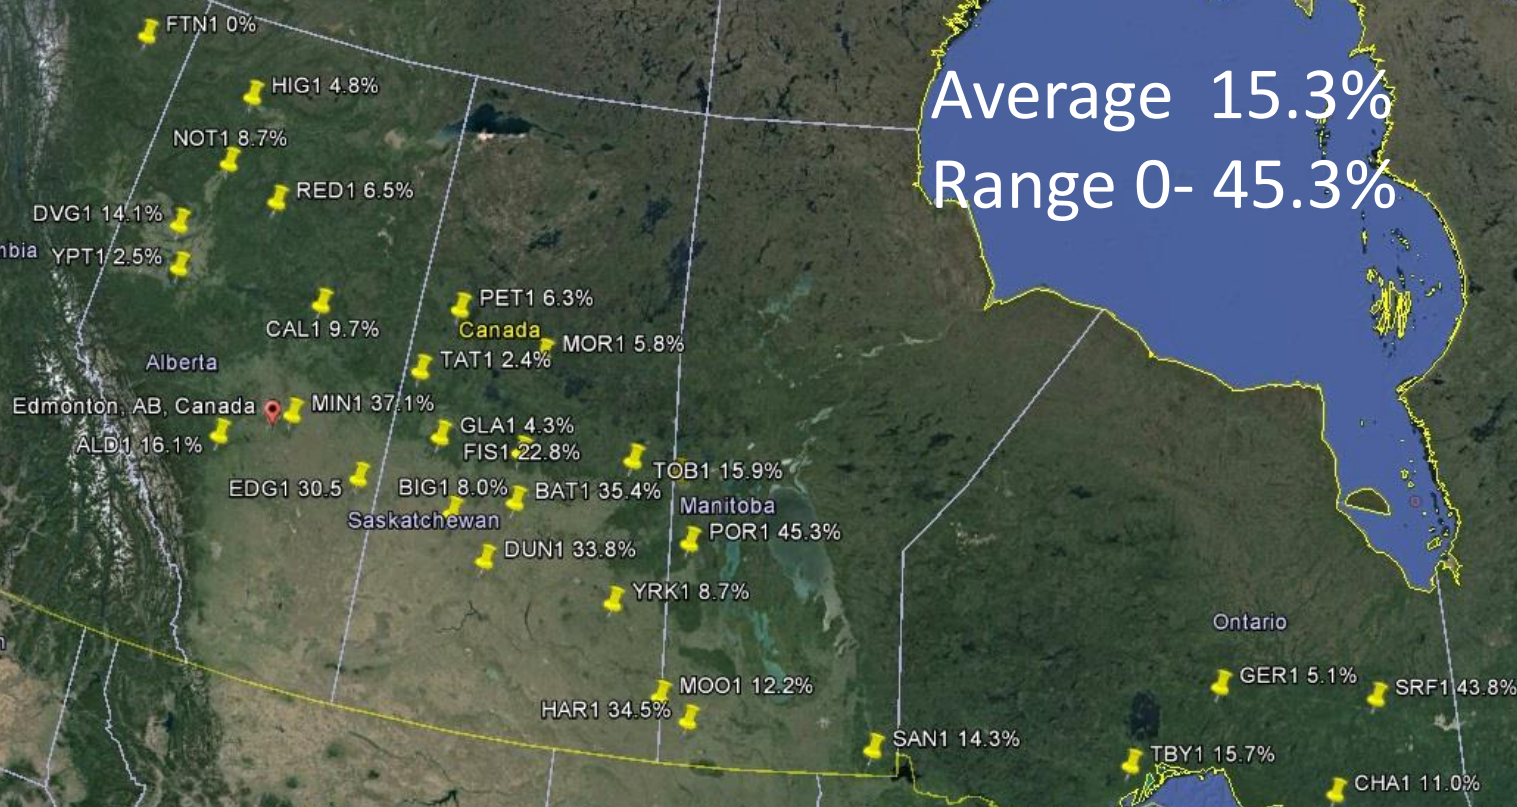 FTN1 0%
HIG1 4.8%
Average 15.3%
NOT1 8.7%
RED1 6.5%
Range 0- 45.3%
DVG1 14.1%
nbia
YPT1 2.5%
PET1 6.3%
CAL1 9.7%
Canada
MOR1 5.8%
TAT1 2.4%
Alberta
Edmonton, AB, Canada
MIN1 37.1%
ALD1 16.1%
GLA1 4.3%
FIS1 22.8%
TOB1 15.9%
EDG1 30.5
BIG1 8.0%
BAT1 35.4%
Manitoba
Saskatchewan
POR1 45.3%
DUN1 33.8%
YRK1 8.7%
Ontario
GER1 5.1%
SRF1 43.8%
MOO1 12.2%
HAR1 34.5%
SAN1 14.3%
TBY1 15.7%
CHA1 11.0%